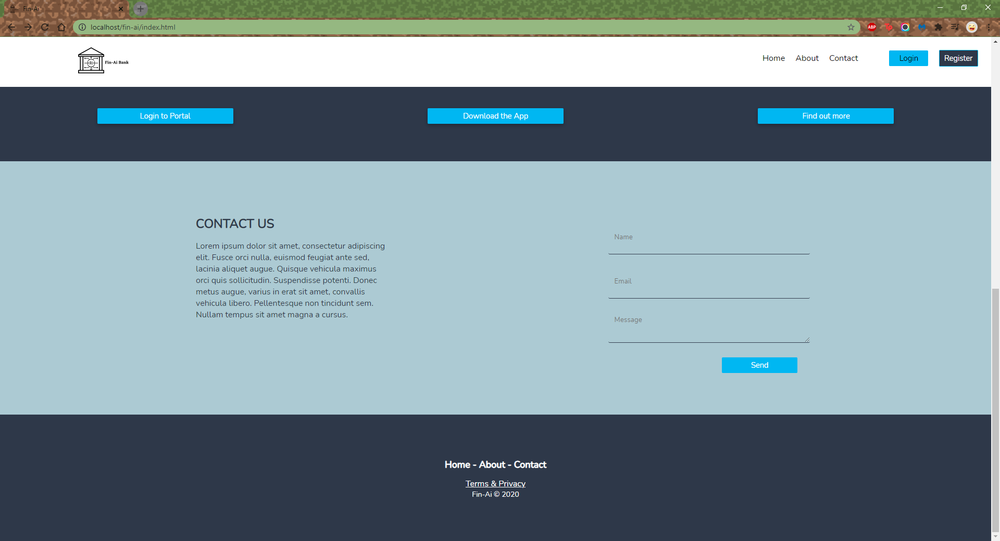 Fin-Ai
localhost/fin-ai/index.html
ABP
AI
Fin-Ai Bank
Home
About
Contact
Login
Register
Login to Portal
Download the App
Find out more
CONTACT US
Lorem ipsum dolor sit amet, consectetur adipiscing
elit. Fusce orci nulla, euismod feugiat ante sed,
lacinia aliquet augue. Quisque vehicula maximus
orci quis sollicitudin. Suspendisse potenti. Donec
metus augue, varius in erat sit amet, convallis
vehicula libero. Pellentesque non tincidunt sem.
Nullam tempus sit amet magna a cursus.
Name
Email
Message
Send
Home - About - Contact
Terms & Privacy
Fin-Ai © 2020